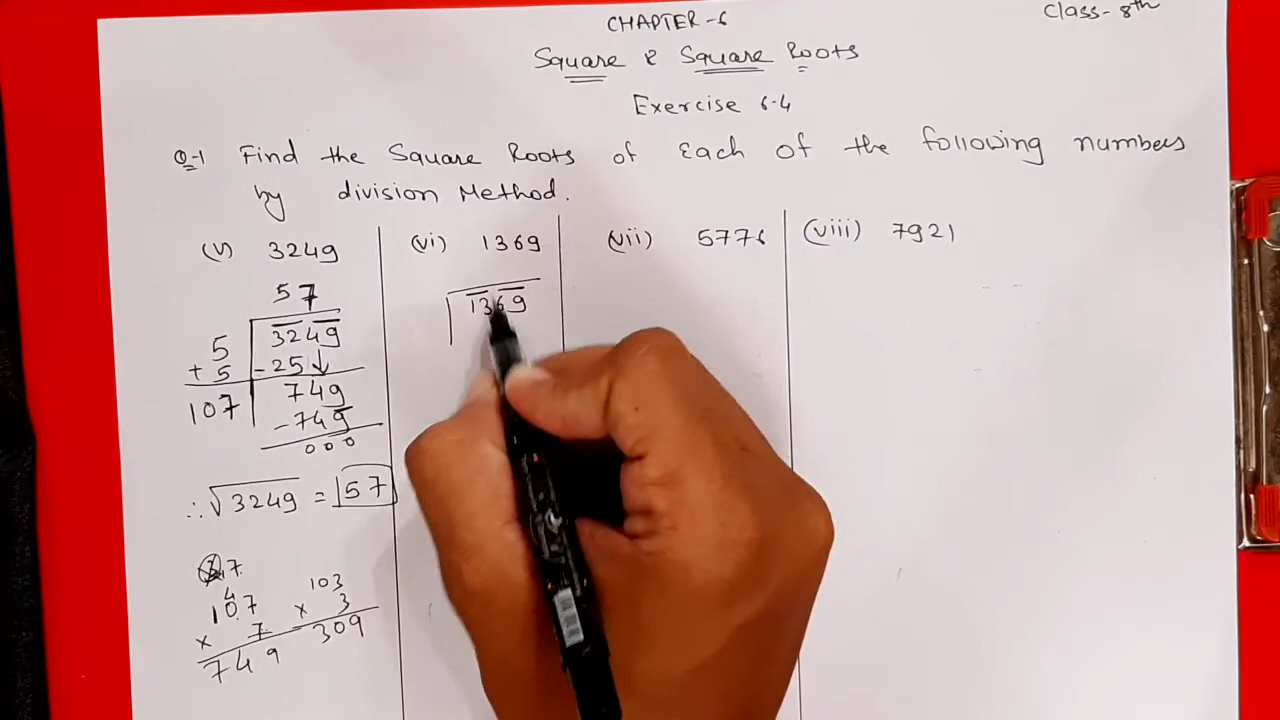 CHAPTER-6
Class-8th
Square & Square Roots
Exercise 6.4
Q-1 Find the Square Roots of Each of the following numbers
by division Method.
(v) 3249
57
5
3249
+5
-25↓
107
749
-749
000
∴√3249 = 57
7
4
107
× 7
749
103
× 3
309
(vi) 1369
1369
(vii) 5776
(viii) 7921